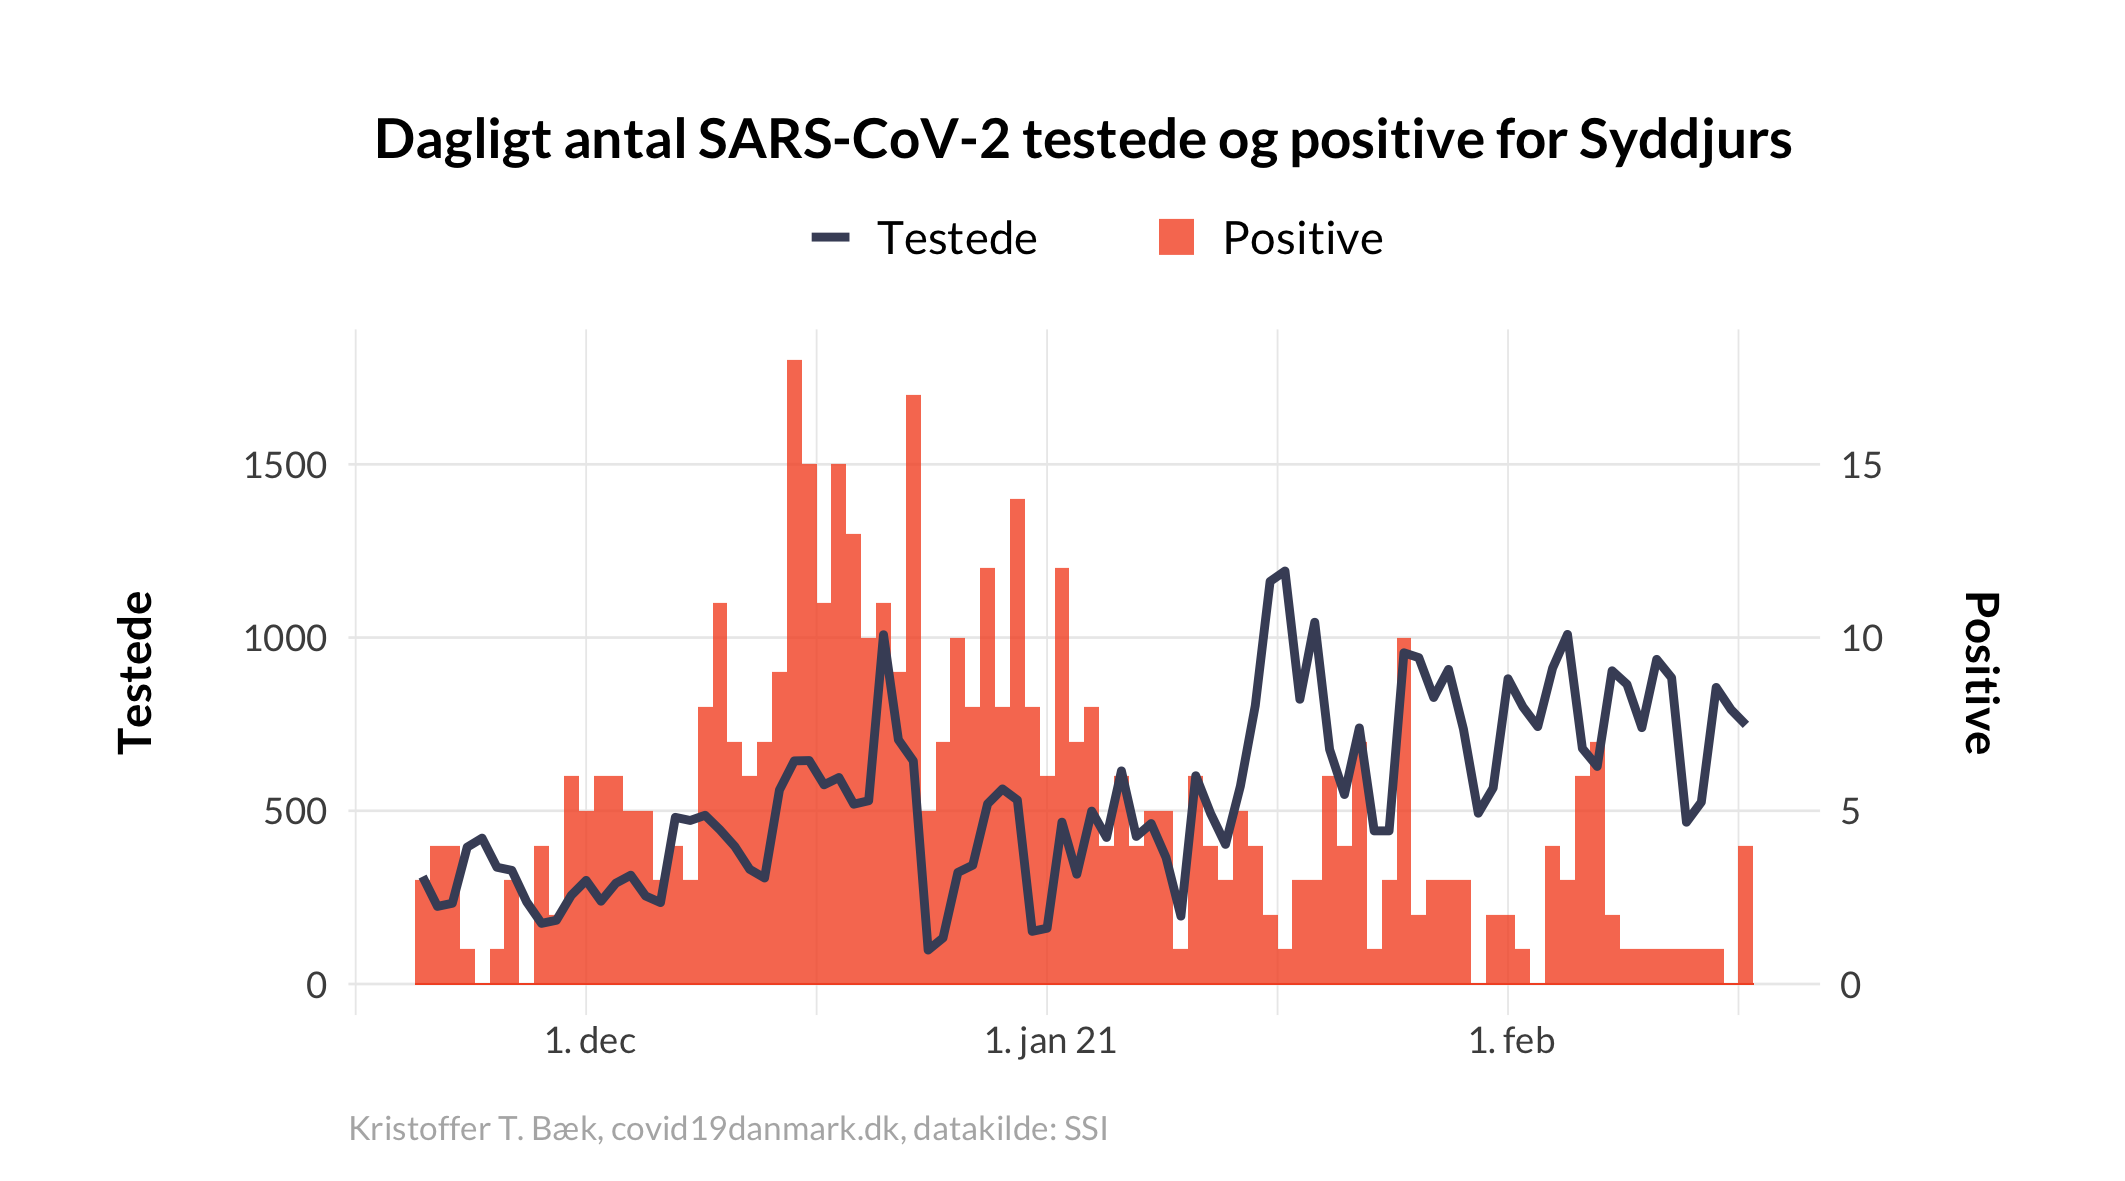 Dagligt antal SARS-CoV-2 testede og positive for Syddjurs
Testede
Positive
Testede
1500
1000
500
0
15
10
5
0
Positive
1. dec
1. jan 21
1. feb
Kristoffer T. Bæk, covid19danmark.dk, datakilde: SSI